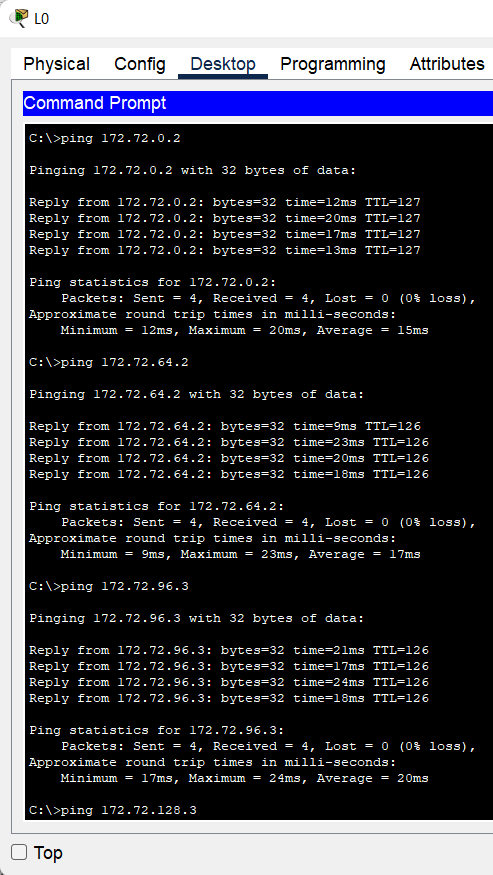 L0
Physical Config Desktop Programming Attributes
Command Prompt
C:\>ping 172.72.0.2
Pinging 172.72.0.2 with 32 bytes of data:
Reply from 172.72.0.2: bytes=32 time=12ms TTL=127
Reply from 172.72.0.2: bytes=32 time=20ms TTL=127
Reply from 172.72.0.2: bytes=32 time=17ms TTL=127
Reply from 172.72.0.2: bytes=32 time=13ms TTL=127
Ping statistics for 172.72.0.2:
Packets: Sent = 4, Received = 4, Lost = 0 (0% loss),
Approximate round trip times in milli-seconds:
Minimum = 12ms, Maximum = 20ms, Average = 15ms
C:\>ping 172.72.64.2
Pinging 172.72.64.2 with 32 bytes of data:
Reply from 172.72.64.2: bytes=32 time=9ms TTL=126
Reply from 172.72.64.2: bytes=32 time=23ms TTL=126
Reply from 172.72.64.2: bytes=32 time=20ms TTL=126
Reply from 172.72.64.2: bytes=32 time=18ms TTL=126
Ping statistics for 172.72.64.2:
Packets: Sent = 4, Received = 4, Lost = 0 (0% loss),
Approximate round trip times in milli-seconds:
Minimum = 9ms, Maximum = 23ms, Average = 17ms
C:\>ping 172.72.96.3
Pinging 172.72.96.3 with 32 bytes of data:
Reply from 172.72.96.3: bytes=32 time=21ms TTL=126
Reply from 172.72.96.3: bytes=32 time=17ms TTL=126
Reply from 172.72.96.3: bytes=32 time=24ms TTL=126
Reply from 172.72.96.3: bytes=32 time=18ms TTL=126
Ping statistics for 172.72.96.3:
Packets: Sent = 4, Received = 4, Lost = 0 (0% loss),
Approximate round trip times in milli-seconds:
Minimum = 17ms, Maximum = 24ms, Average = 20ms
C:\>ping 172.72.128.3
Top